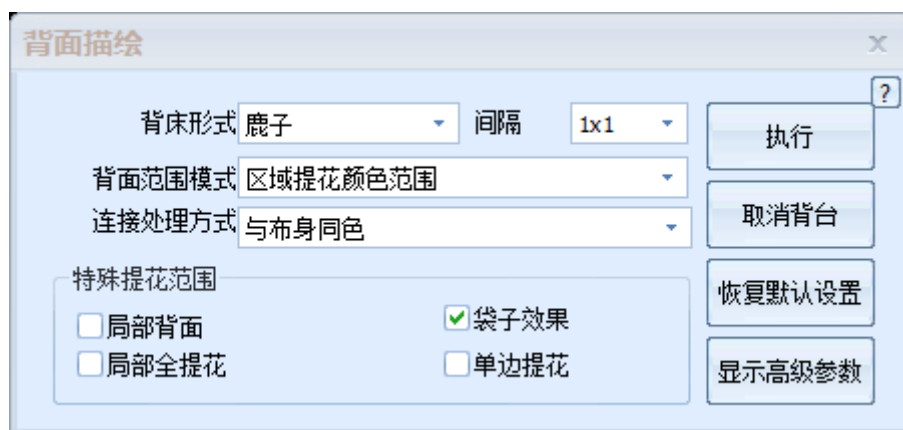 背面描绘
x
?
背床形式 鹿子 间隔 1x1
执行
背面范围模式 区域提花颜色范围
连接处理方式 与布身同色
取消背台
特殊提花范围
恢复默认设置
局部背面 袋子效果
局部全提花 单边提花
显示高级参数